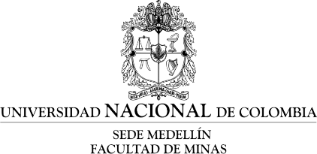 UNIVERSIDAD NACIONAL DE COLOMBIA
SEDE MEDELLÍN
FACULTAD DE MINAS